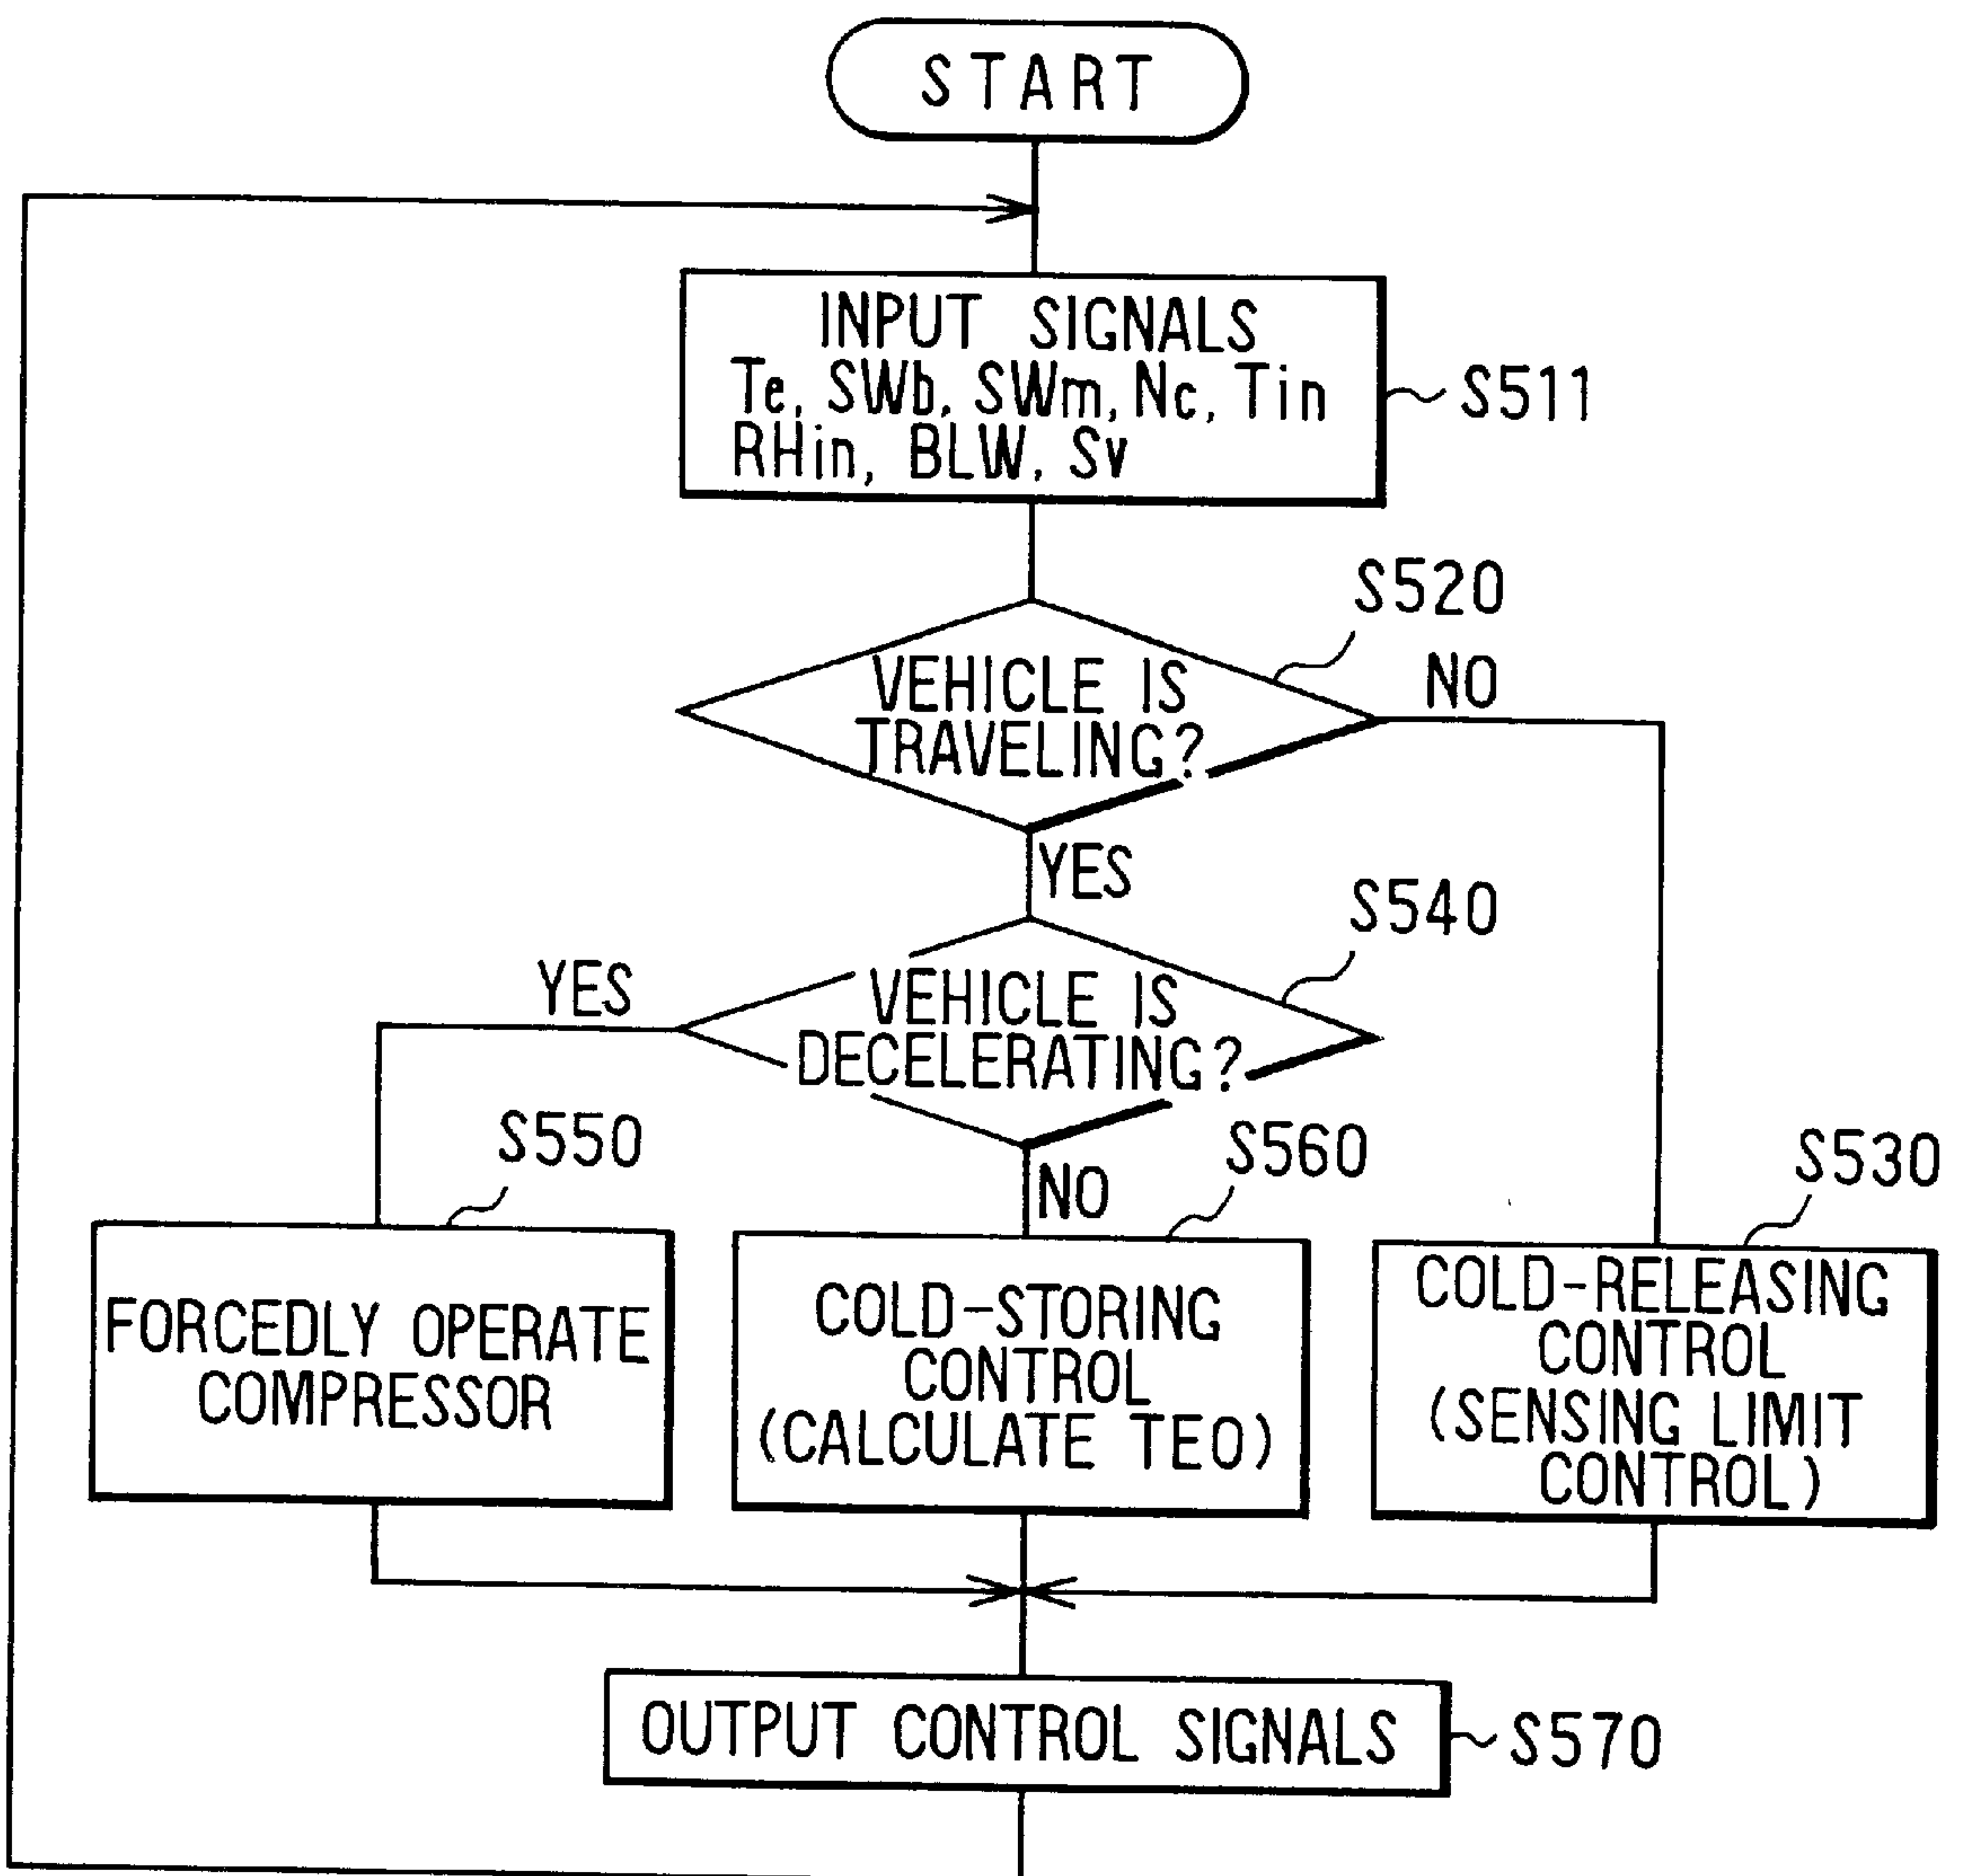 START
INPUT SIGNALS
Te, SWb, SWm, Nc, Tin
RHin, BLW, Sv
S511
S520
VEHICLE IS
TRAVELING?
NO
YES
S540
VEHICLE IS
DECELERATING?
YES
NO
S550
FORCEDLY OPERATE
COMPRESSOR
S560
COLD-STORING
CONTROL
(CALCULATE TEO)
S530
COLD-RELEASING
CONTROL
(SENSING LIMIT
CONTROL)
OUTPUT CONTROL SIGNALS
S570